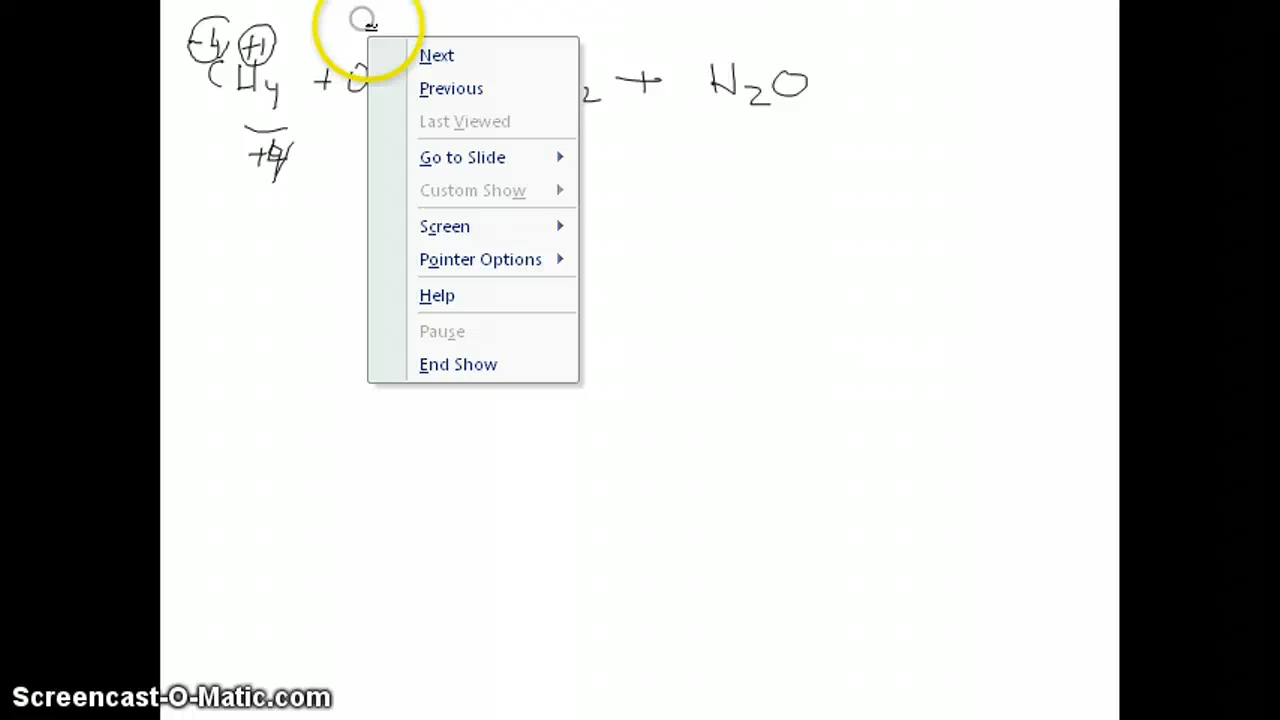 -4 +1
CH4 + O 2 + H2O
+4
Next
Previous
Last Viewed
Go to Slide
Custom Show
Screen
Pointer Options
Help
Pause
End Show
Screencast-O-Matic.com